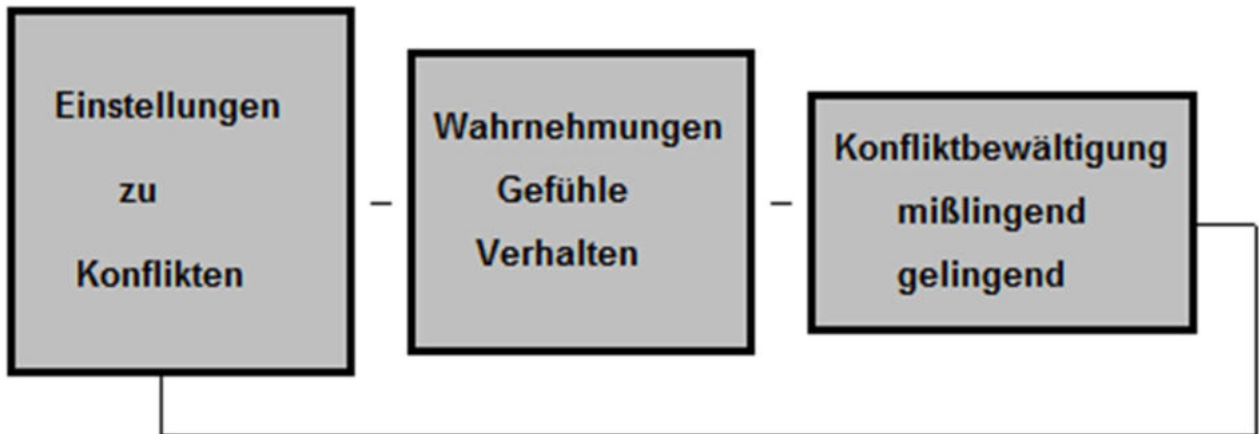 Einstellungen
zu
Konflikten
Wahrnehmungen
Gefühle
Verhalten
Konfliktbewältigung
mißlingend
gelingend